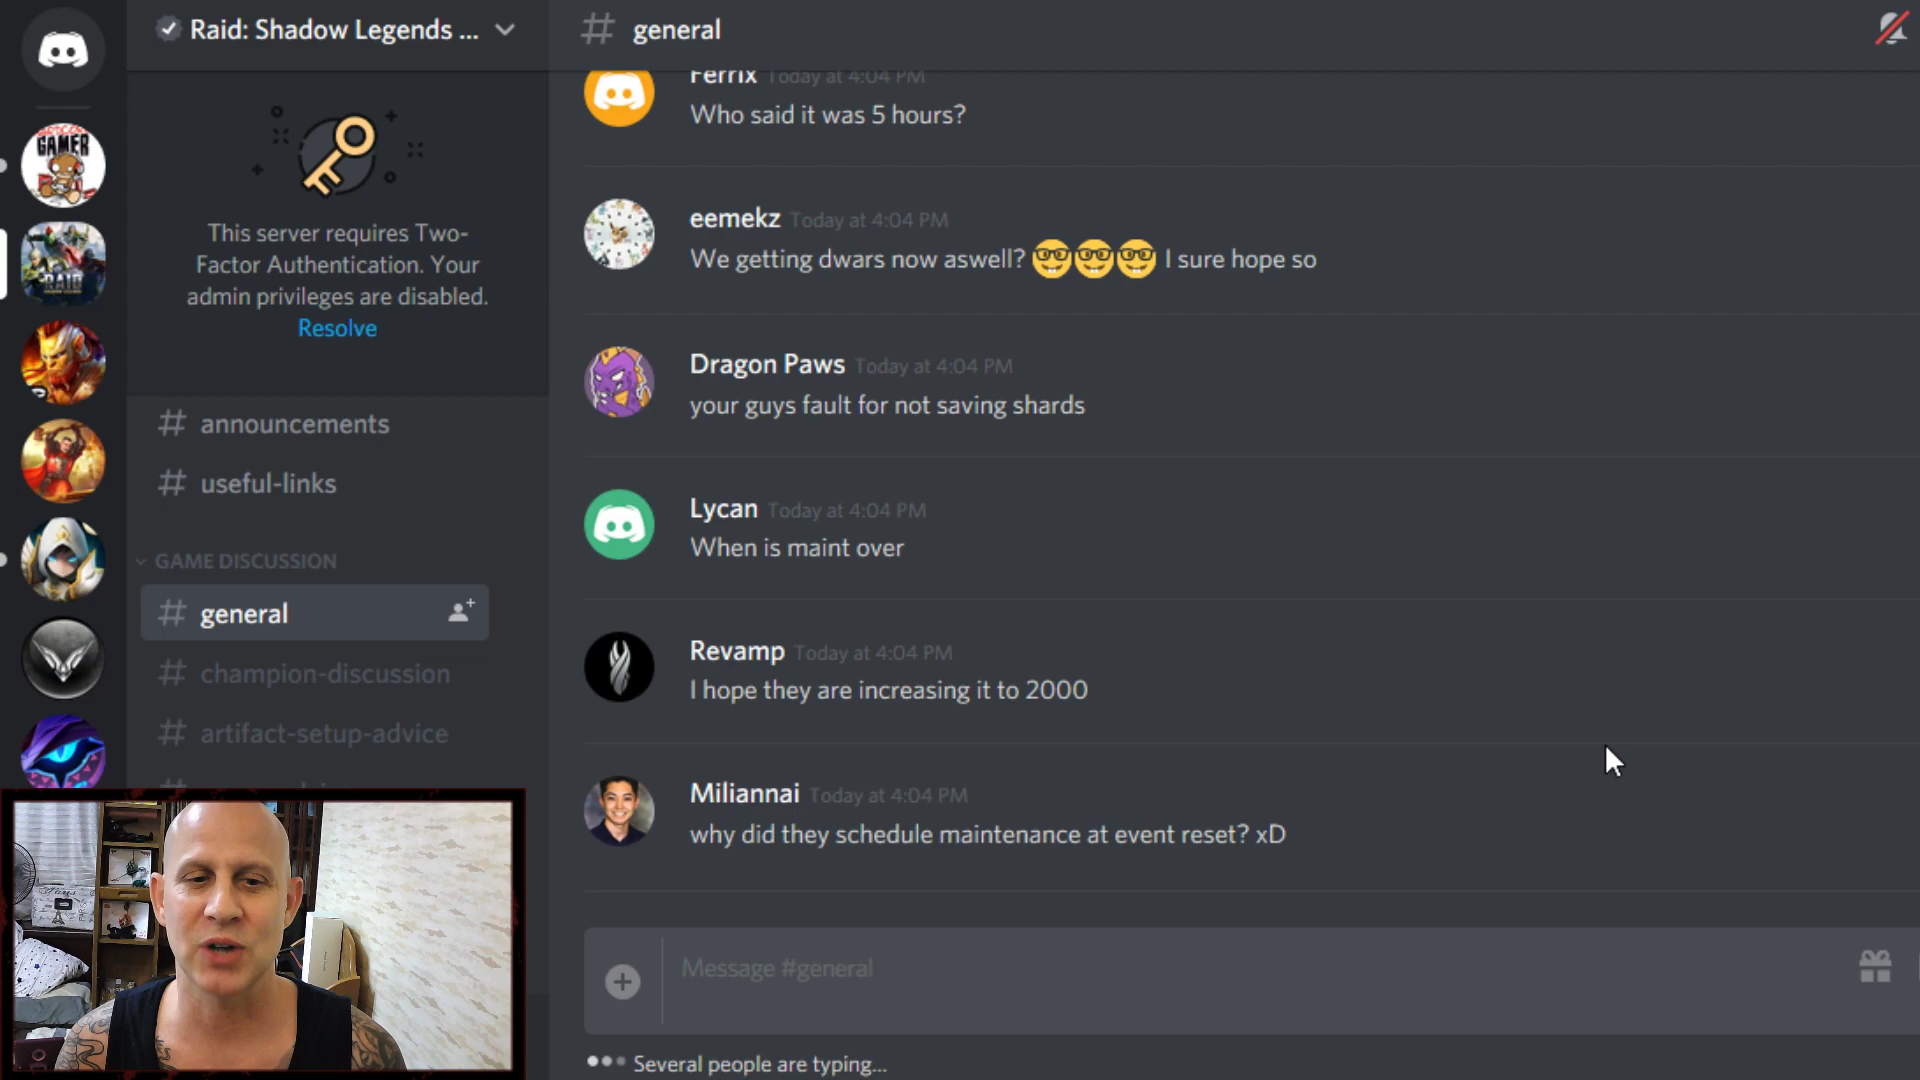 Raid: Shadow Legends ...
This server requires Two-
Factor Authentication. Your
admin privileges are disabled.
Resolve
announcements
useful-links
GAME DISCUSSION
general
champion-discussion
artifact-setup-advice
GAMER
RAID
general
Ferrix Today at 4:04 PM
Who said it was 5 hours?
eemekz Today at 4:04 PM
We getting dwars now aswell? 🤓🤓🤓 I sure hope so
Dragon Paws Today at 4:04 PM
your guys fault for not saving shards
Lycan Today at 4:04 PM
When is maint over
Revamp Today at 4:04 PM
I hope they are increasing it to 2000
Miliannai Today at 4:04 PM
why did they schedule maintenance at event reset? xD
Message #general
Several people are typing...